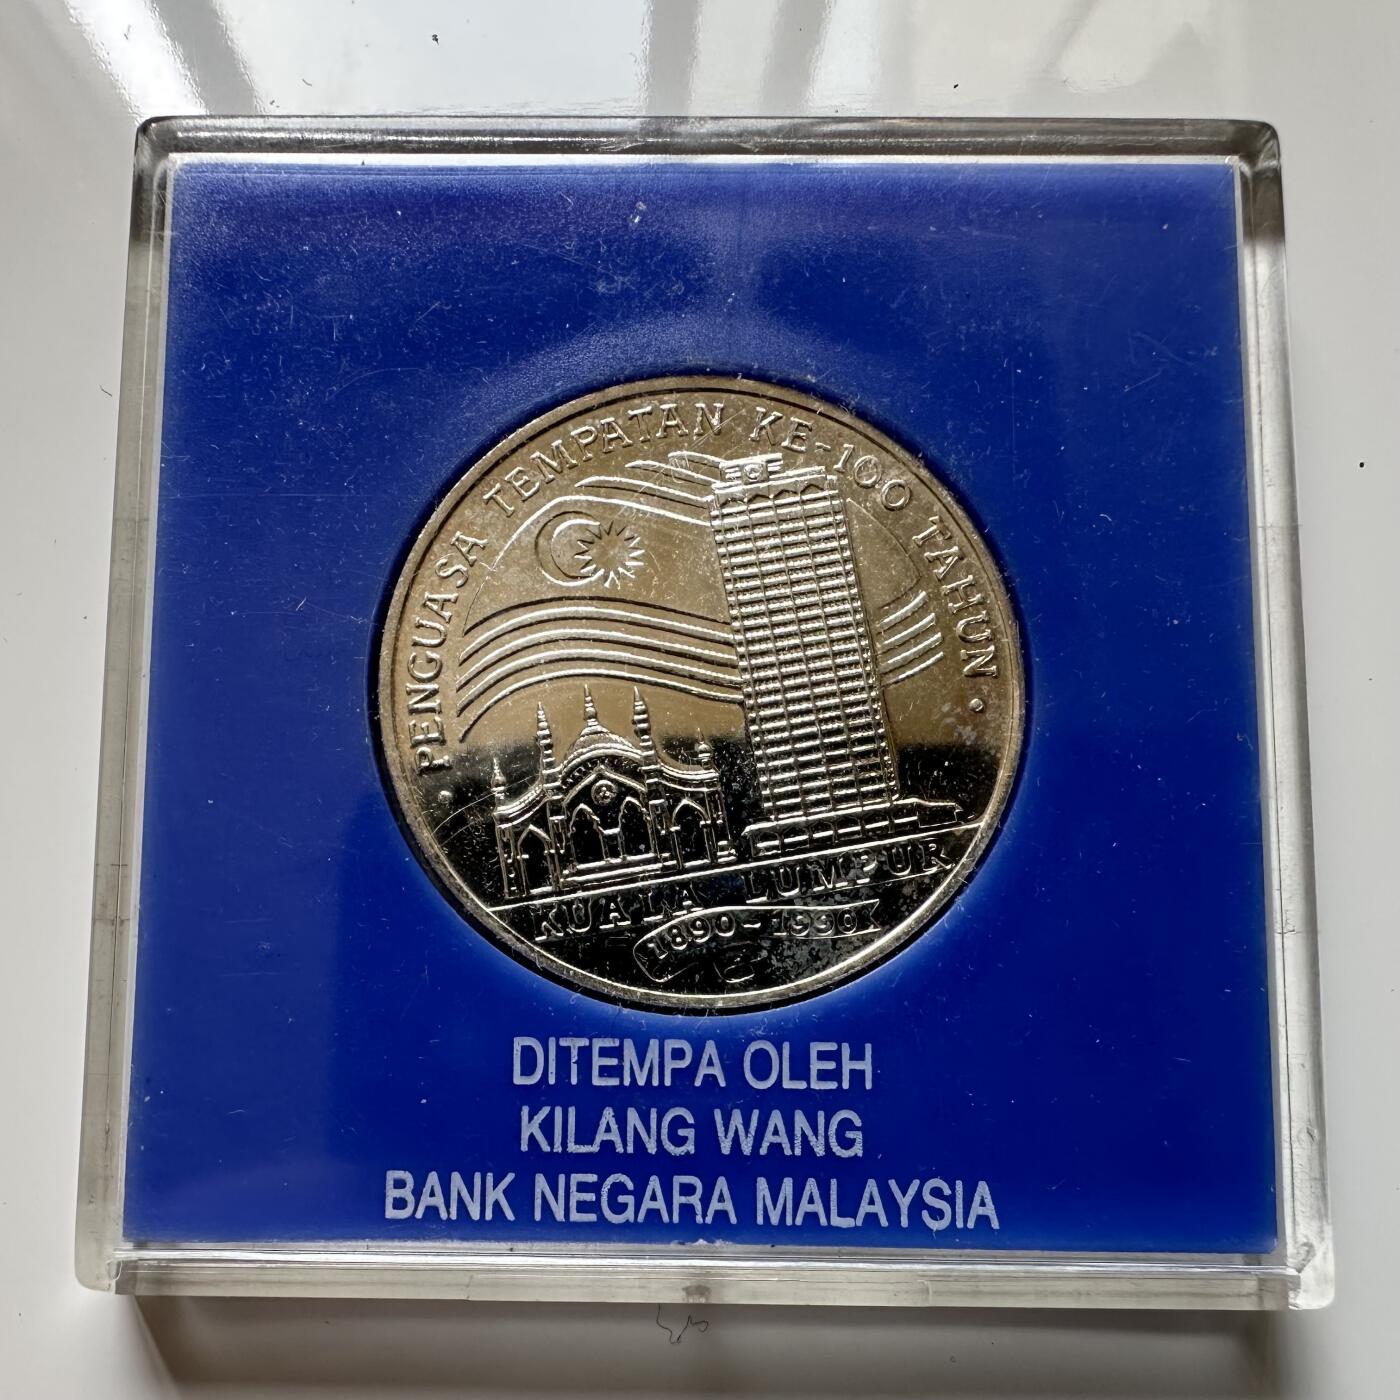 PENGUASA TEMPATAN KE-100 TAHUN
KUALA LUMPUR
1890-1990
DITEMPA OLEH
KILANG WANG
BANK NEGARA MALAYSIA